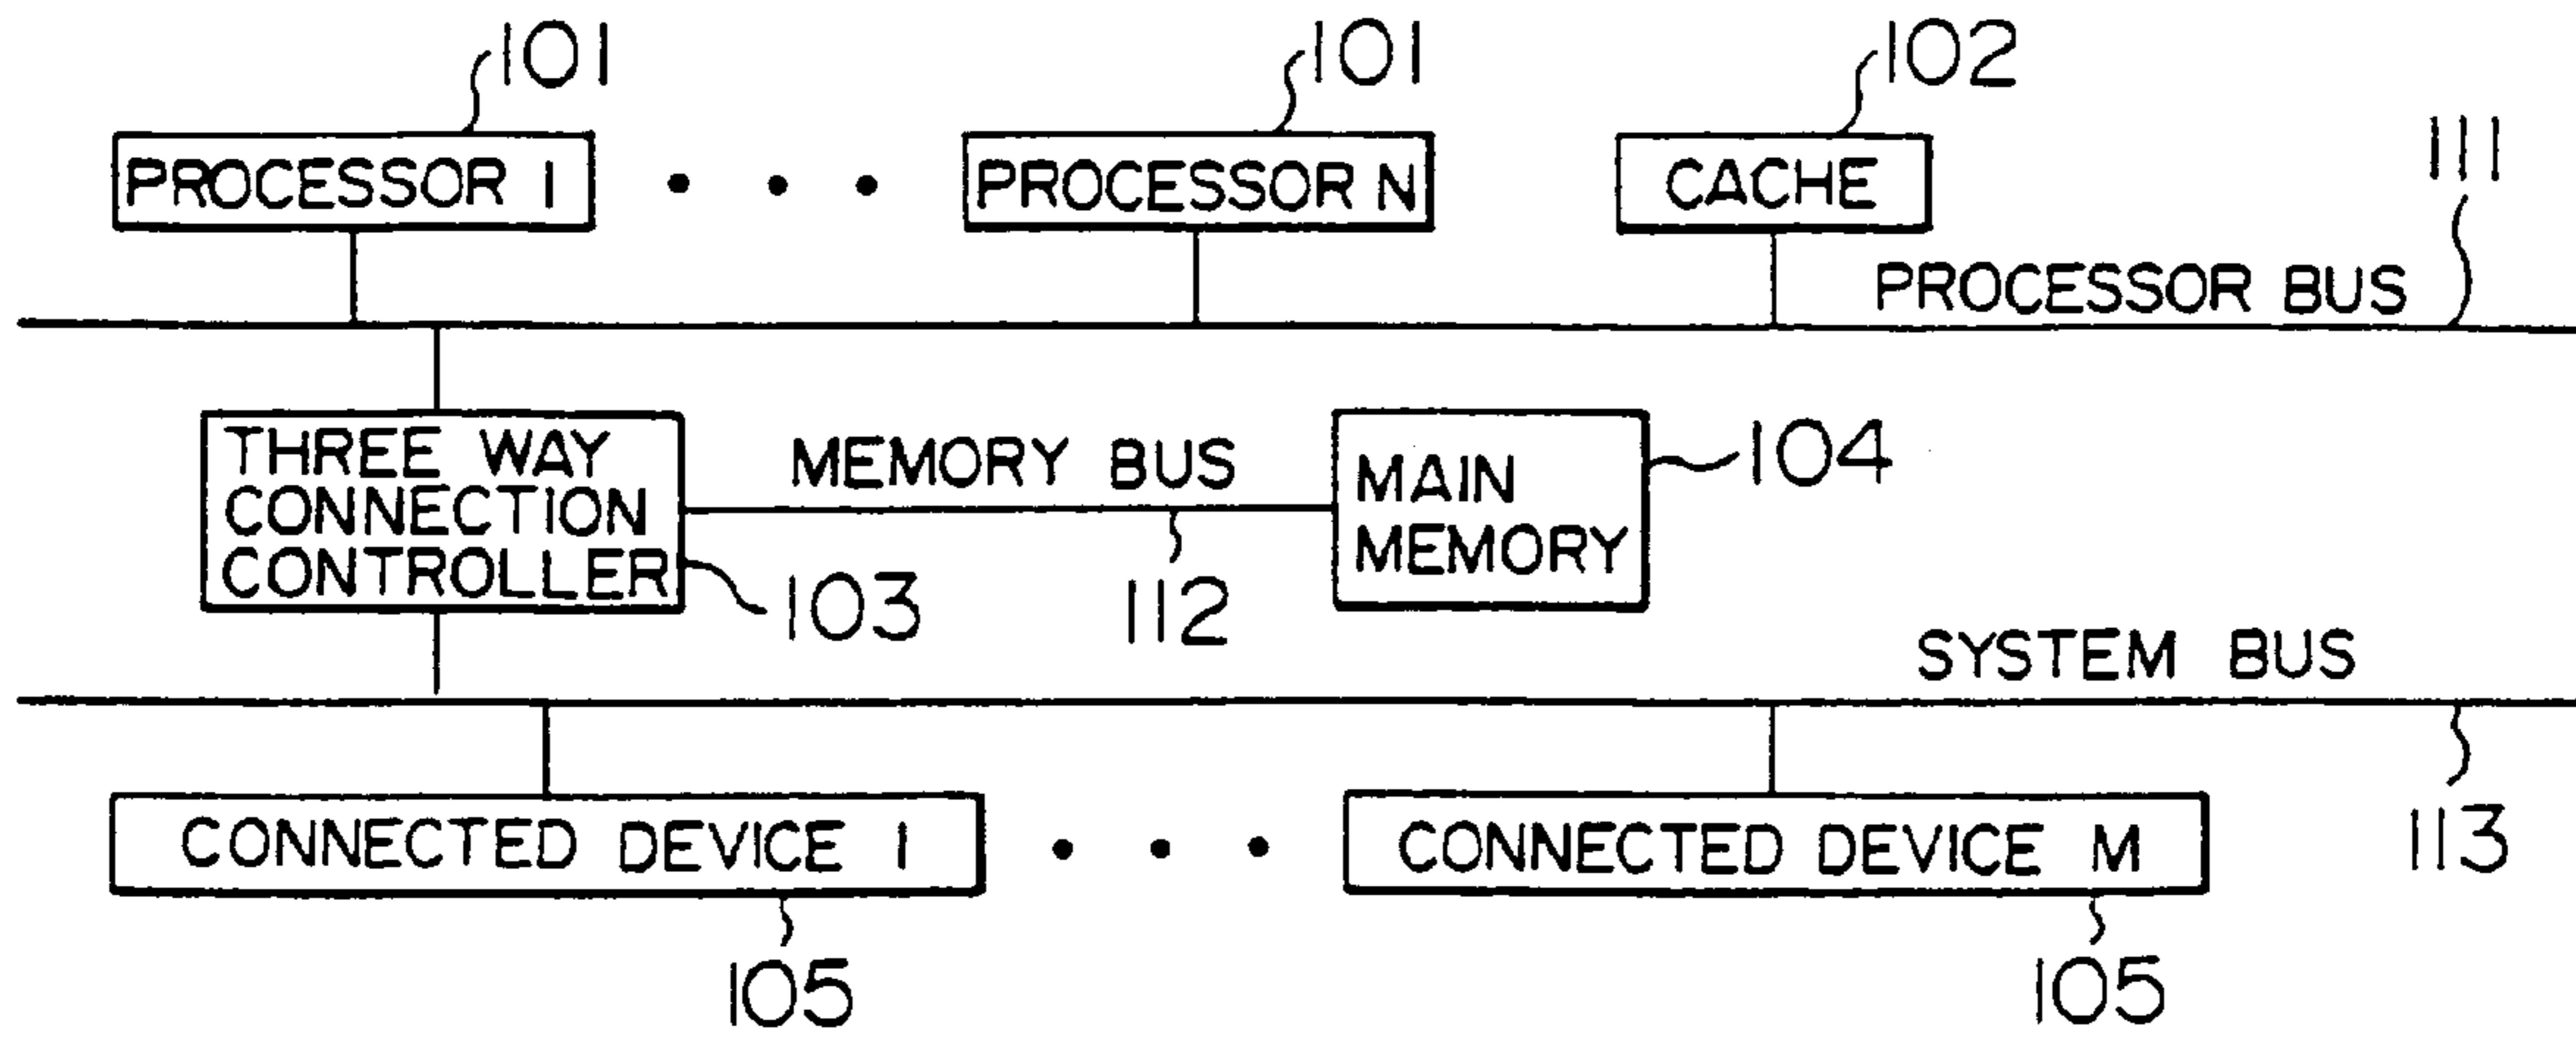 101
101
102
PROCESSOR 1
PROCESSOR N
CACHE
111
PROCESSOR BUS
THREE WAY
CONNECTION
CONTROLLER
103
MEMORY BUS
112
MAIN
MEMORY
104
SYSTEM BUS
113
CONNECTED DEVICE 1
CONNECTED DEVICE M
105
105